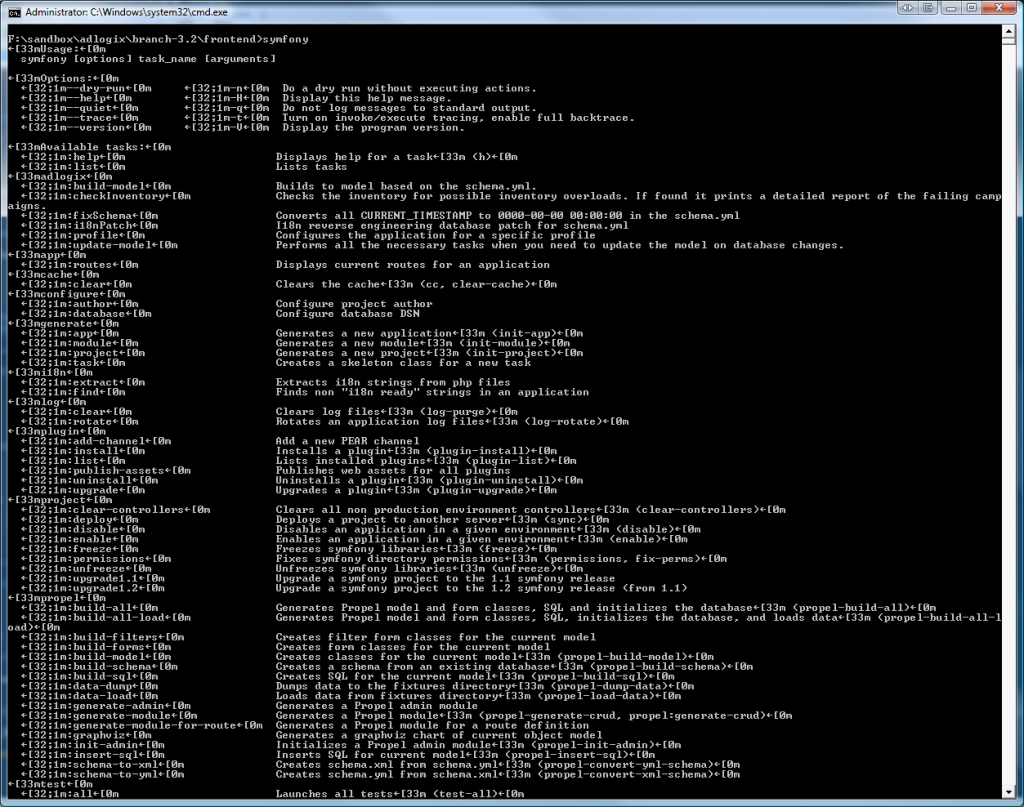 Administrator: C:\Windows\system32\cmd.exe
F:\sandbox\adlogix\branch-3.2\frontend>symfony
←[33mUsage:←[0m
  symfony [options] task_name [arguments]

←[33mOptions:←[0m
  ←[32;1m--dry-run←[0m     ←[32;1m-n←[0m  Do a dry run without executing actions.
  ←[32;1m--help←[0m        ←[32;1m-H←[0m  Display this help message.
  ←[32;1m--quiet←[0m       ←[32;1m-q←[0m  Do not log messages to standard output.
  ←[32;1m--trace←[0m       ←[32;1m-t←[0m  Turn on invoke/execute tracing, enable full backtrace.
  ←[32;1m--version←[0m     ←[32;1m-V←[0m  Display the program version.

←[33mAvailable tasks:←[0m
  ←[32;1m:help←[0m                       Displays help for a task←[33m (h)←[0m
  ←[32;1m:list←[0m                       Lists tasks
←[33madlogix←[0m
  ←[32;1m:build-model←[0m                Builds to model based on the schema.yml.
  ←[32;1m:checkInventory←[0m             Checks the inventory for possible inventory overloads. If found it prints a detailed report of the failing camp
aigns.
  ←[32;1m:fixSchema←[0m                  Converts all CURRENT_TIMESTAMP to 0000-00-00 00:00:00 in the schema.yml
  ←[32;1m:i18nPatch←[0m                  I18n reverse engineering database patch for schema.yml
  ←[32;1m:profile←[0m                    Configures the application for a specific profile
  ←[32;1m:update-model←[0m               Performs all the necessary tasks when you need to update the model on database changes.
←[33mapp←[0m
  ←[32;1m:routes←[0m                     Displays current routes for an application
←[33mcache←[0m
  ←[32;1m:clear←[0m                      Clears the cache←[33m (cc, clear-cache)←[0m
←[33mconfigure←[0m
  ←[32;1m:author←[0m                     Configure project author
  ←[32;1m:database←[0m                   Configure database DSN
←[33mgenerate←[0m
  ←[32;1m:app←[0m                        Generates a new application←[33m (init-app)←[0m
  ←[32;1m:module←[0m                     Generates a new module←[33m (init-module)←[0m
  ←[32;1m:project←[0m                    Generates a new project←[33m (init-project)←[0m
  ←[32;1m:task←[0m                       Creates a skeleton class for a new task
←[33mi18n←[0m
  ←[32;1m:extract←[0m                    Extracts i18n strings from php files
  ←[32;1m:find←[0m                       Finds non "i18n ready" strings in an application
←[33mlog←[0m
  ←[32;1m:clear←[0m                      Clears log files←[33m (log-purge)←[0m
  ←[32;1m:rotate←[0m                     Rotates an application log files←[33m (log-rotate)←[0m
←[33mplugin←[0m
  ←[32;1m:add-channel←[0m                Add a new PEAR channel
  ←[32;1m:install←[0m                    Installs a plugin←[33m (plugin-install)←[0m
  ←[32;1m:list←[0m                       Lists installed plugins←[33m (plugin-list)←[0m
  ←[32;1m:publish-assets←[0m             Publishes web assets for all plugins
  ←[32;1m:uninstall←[0m                  Uninstalls a plugin←[33m (plugin-uninstall)←[0m
  ←[32;1m:upgrade←[0m                    Upgrades a plugin←[33m (plugin-upgrade)←[0m
←[33mproject←[0m
  ←[32;1m:clear-controllers←[0m          Clears all non production environment controllers←[33m (clear-controllers)←[0m
  ←[32;1m:deploy←[0m                     Deploys a project to another server←[33m (sync)←[0m
  ←[32;1m:disable←[0m                    Disables an application in a given environment←[33m (disable)←[0m
  ←[32;1m:enable←[0m                     Enables an application in a given environment←[33m (enable)←[0m
  ←[32;1m:freeze←[0m                     Freezes symfony libraries←[33m (freeze)←[0m
  ←[32;1m:permissions←[0m                Fixes symfony directory permissions←[33m (permissions, fix-perms)←[0m
  ←[32;1m:unfreeze←[0m                   Unfreezes symfony libraries←[33m (unfreeze)←[0m
  ←[32;1m:upgrade1.1←[0m                 Upgrade a symfony project to the 1.1 symfony release
  ←[32;1m:upgrade1.2←[0m                 Upgrade a symfony project to the 1.2 symfony release (from 1.1)
←[33mpropel←[0m
  ←[32;1m:build-all←[0m                  Generates Propel model and form classes, SQL and initializes the database←[33m (propel-build-all)←[0m
  ←[32;1m:build-all-load←[0m             Generates Propel model and form classes, SQL, initializes the database, and loads data←[33m (propel-build-all-l
oad)←[0m
  ←[32;1m:build-filters←[0m              Creates filter form classes for the current model
  ←[32;1m:build-forms←[0m                Creates form classes for the current model
  ←[32;1m:build-model←[0m                Creates classes for the current model←[33m (propel-build-model)←[0m
  ←[32;1m:build-schema←[0m               Creates a schema from an existing database←[33m (propel-build-schema)←[0m
  ←[32;1m:build-sql←[0m                  Creates SQL for the current model←[33m (propel-build-sql)←[0m
  ←[32;1m:data-dump←[0m                  Dumps data to the fixtures directory←[33m (propel-dump-data)←[0m
  ←[32;1m:data-load←[0m                  Loads data from fixtures directory←[33m (propel-load-data)←[0m
  ←[32;1m:generate-admin←[0m             Generates a Propel admin module
  ←[32;1m:generate-module←[0m            Generates a Propel module←[33m (propel-generate-crud, propel:generate-crud)←[0m
  ←[32;1m:generate-module-for-route←[0m  Generates a Propel module for a route definition
  ←[32;1m:graphviz←[0m                   Generates a graphviz chart of current object model
  ←[32;1m:init-admin←[0m                 Initializes a Propel admin module←[33m (propel-init-admin)←[0m
  ←[32;1m:insert-sql←[0m                 Inserts SQL for current model←[33m (propel-insert-sql)←[0m
  ←[32;1m:schema-to-xml←[0m              Creates schema.xml from schema.yml←[33m (propel-convert-yml-schema)←[0m
  ←[32;1m:schema-to-yml←[0m              Creates schema.yml from schema.xml←[33m (propel-convert-xml-schema)←[0m
←[33mtest←[0m
  ←[32;1m:all←[0m                        Launches all tests←[33m (test-all)←[0m